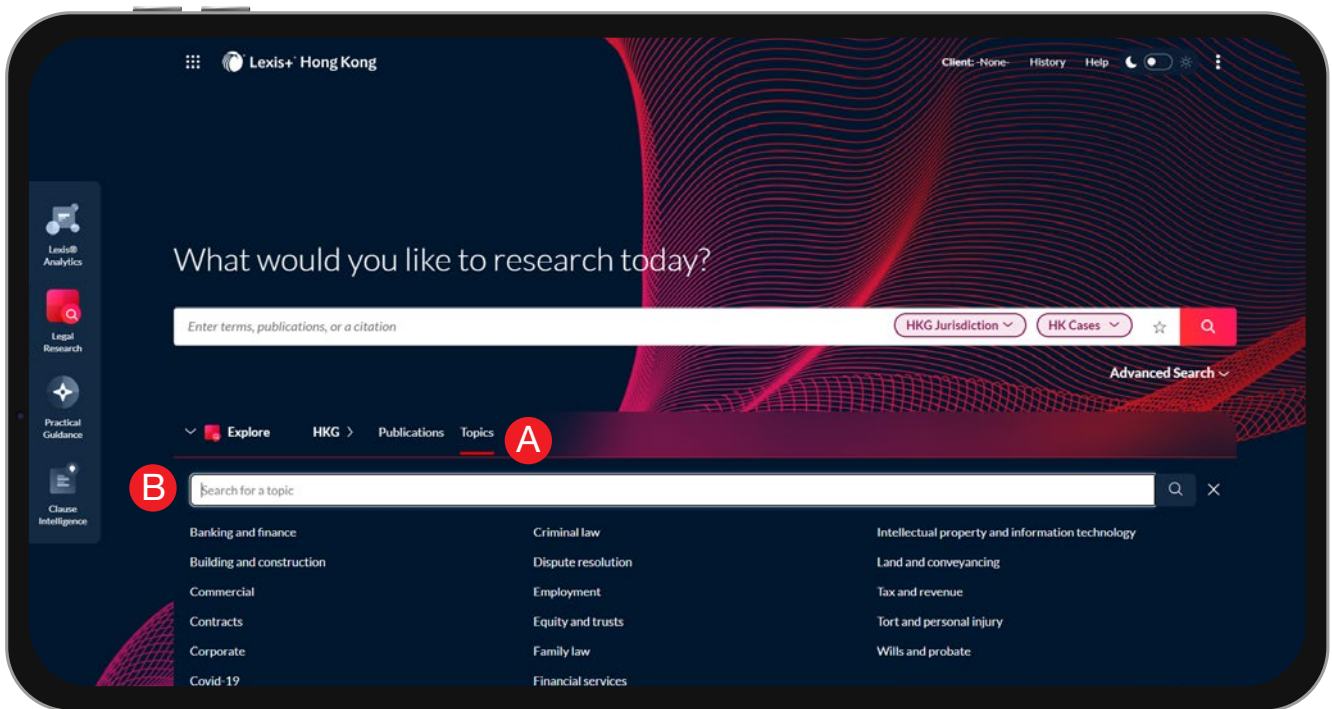 Lexis+® Hong Kong
Client: -None- History Help
Lexis®
Analytics
Legal
Research
Practical
Guidance
Clause
Intelligence
What would you like to research today?
Enter terms, publications, or a citation HKG Jurisdiction HK Cases
Advanced Search
Explore HKG Publications Topics A
B Search for a topic
Banking and finance Criminal law Intellectual property and information technology
Building and construction Dispute resolution Land and conveyancing
Commercial Employment Tax and revenue
Contracts Equity and trusts Tort and personal injury
Corporate Family law Wills and probate
Covid-19 Financial services